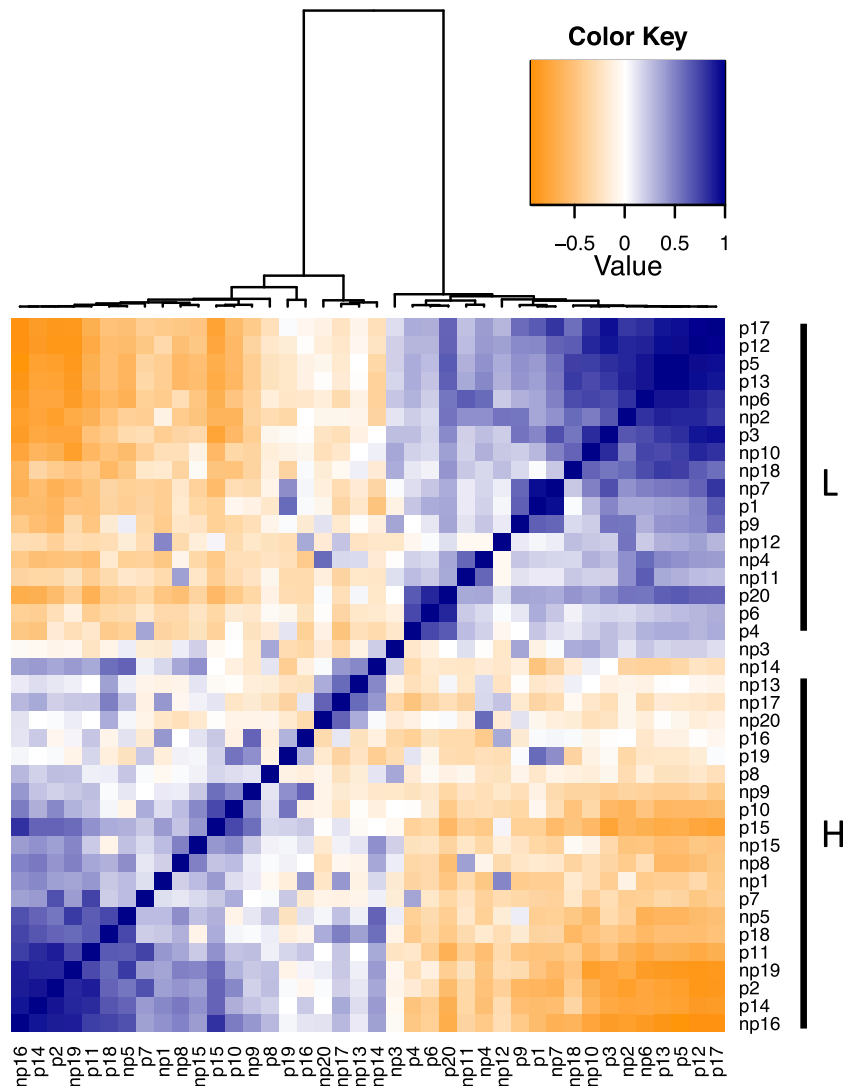 Color Key
−0.5 0 0.5 1
Value
p17
p12
p5
p13
np6
np2
p3
np10
np18
np7
p1
p9
np12
np4
np11
p20
p6
p4
np3
np14
np13
np17
np20
p16
p19
p8
np9
p10
p15
np15
np8
np1
p7
np5
p18
p11
np19
p2
p14
np16
L
H
np16 p14 p2 np19 p11 p18 np5 p7 np1 np8 np15 p15 p10 np9 p8 p19 p16 np20 np17 np13 np14 np3 p4 p6 p20 np11 np4 np12 p9 p1 np7 np18 np10 p3 np2 np6 p13 p5 p12 p17